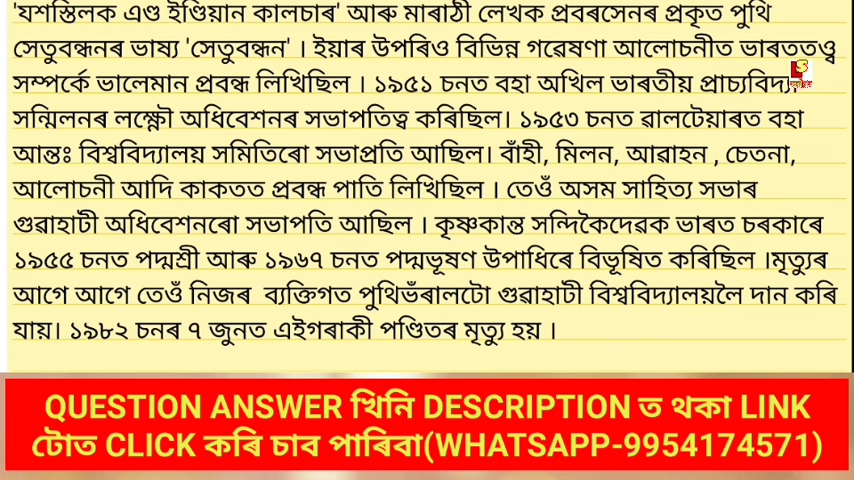 'যশস্তিলক এণ্ড ইণ্ডিয়ান কালচাৰ' আৰু মাৰাঠী লেখক প্ৰবৰসেনৰ প্ৰকৃত পুথি
সেতুবন্ধনৰ ভাষ্য 'সেতুবন্ধন' । ইয়াৰ উপৰিও বিভিন্ন গৱেষণা আলোচনীত ভাৰততত্ত্ব
সম্পৰ্কে ভালেমান প্ৰবন্ধ লিখিছিল । ১৯৫১ চনত বহা অখিল ভাৰতীয় প্ৰাচ্যবিদ্যা
সন্মিলনৰ লক্ষ্ণৌ অধিবেশনৰ সভাপতিত্ব কৰিছিল। ১৯৫৩ চনত ৱালটেয়াৰত বহা
আন্তঃ বিশ্ববিদ্যালয় সমিতিৰো সভাপ্ৰতি আছিল। বাঁহী, মিলন, আৱাহন , চেতনা,
আলোচনী আদি কাকতত প্ৰবন্ধ পাতি লিখিছিল । তেওঁ অসম সাহিত্য সভাৰ
গুৱাহাটী অধিবেশনৰো সভাপতি আছিল । কৃষ্ণকান্ত সন্দিকৈদেৱক ভাৰত চৰকাৰে
১৯৫৫ চনত পদ্মশ্ৰী আৰু ১৯৬৭ চনত পদ্মভূষণ উপাধিৰে বিভূষিত কৰিছিল ।মৃত্যুৰ
আগে আগে তেওঁ নিজৰ ব্যক্তিগত পুথিভঁৰালটো গুৱাহাটী বিশ্ববিদ্যালয়লৈ দান কৰি
যায়। ১৯৮২ চনৰ ৭ জুনত এইগৰাকী পণ্ডিতৰ মৃত্যু হয় ।
QUESTION ANSWER খিনি DESCRIPTION ত থকা LINK
টোত CLICK কৰি চাব পাৰিবা(WHATSAPP-9954174571)